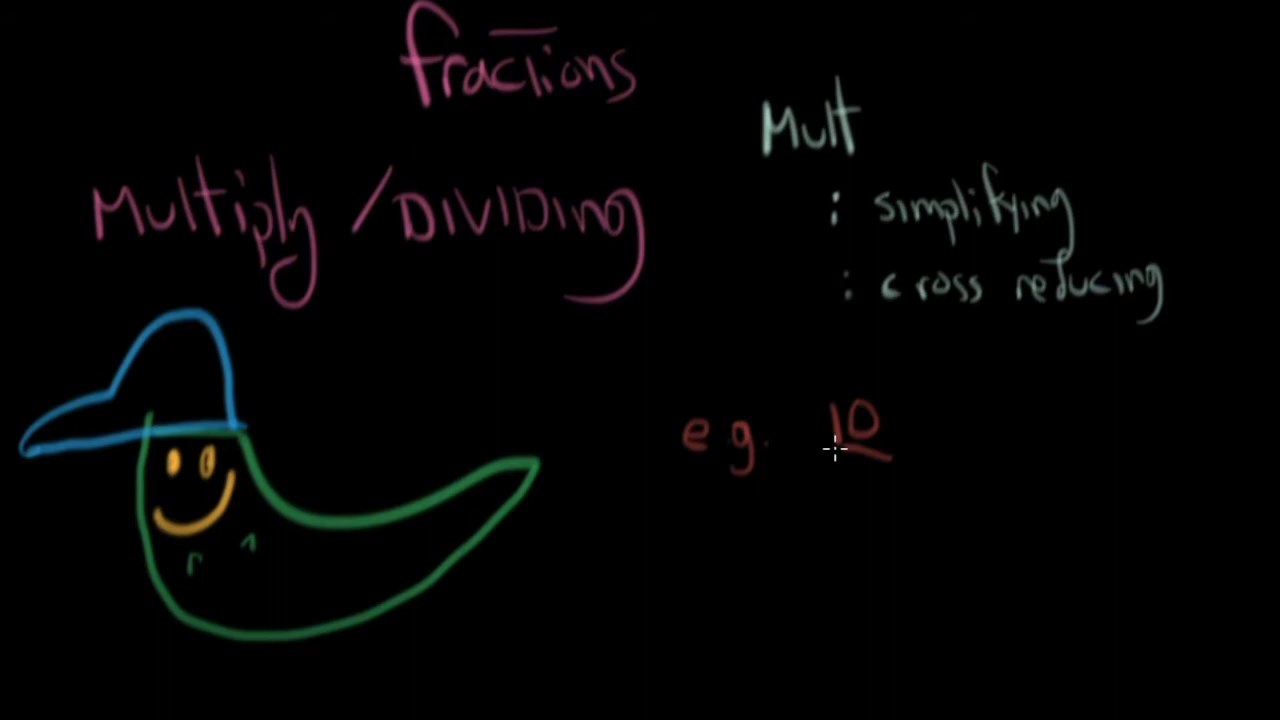 fractions
Multiply / DIVIDING
Mult
: simplifying
: cross reducing
e.g. 10